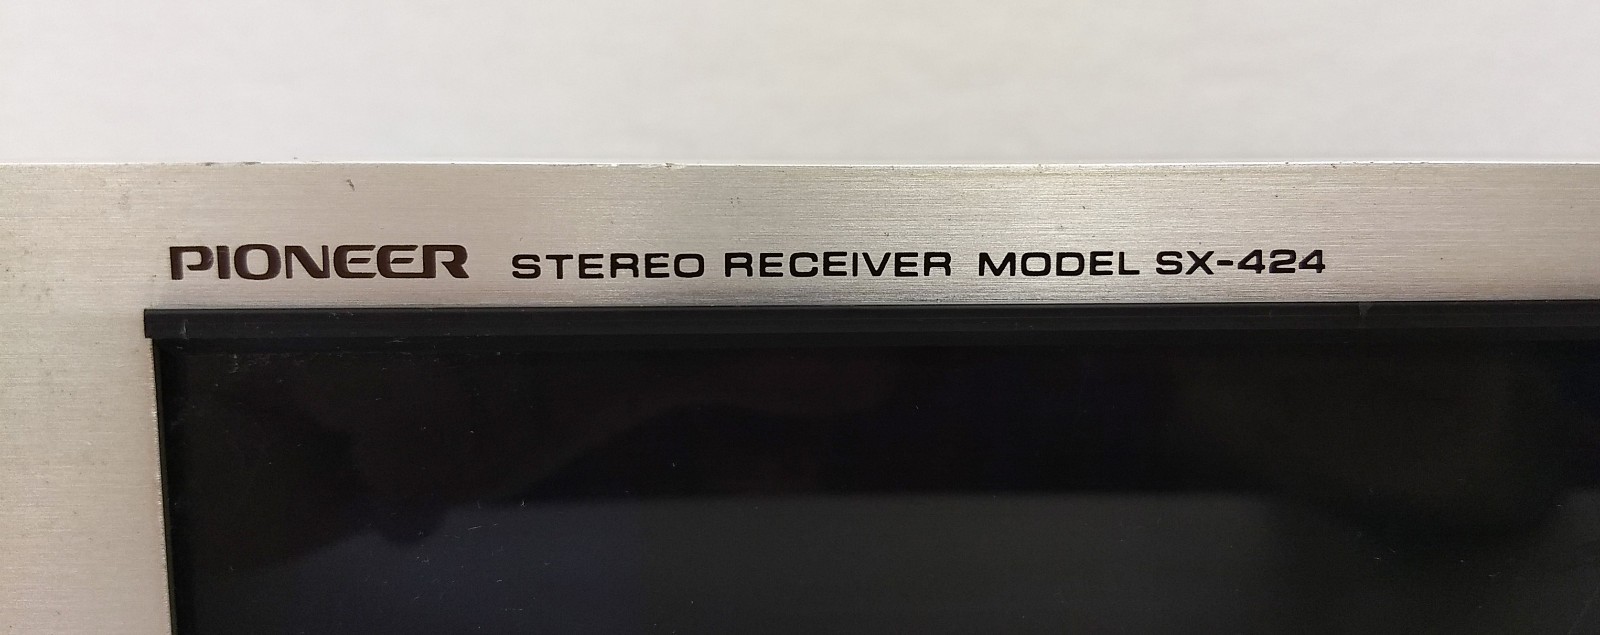 PIONEER STEREO RECEIVER MODEL SX-424